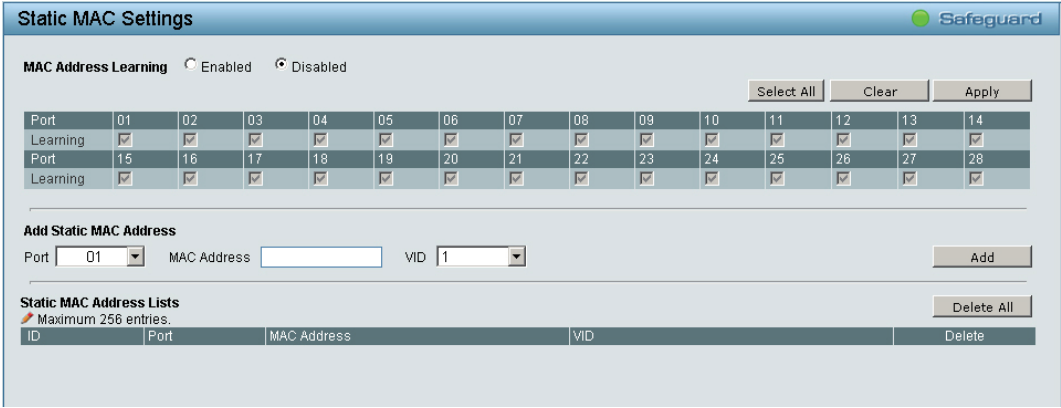 Static MAC Settings Safeguard
MAC Address Learning Enabled Disabled
Select All Clear Apply
Port 01 02 03 04 05 06 07 08 09 10 11 12 13 14
Learning
Port 15 16 17 18 19 20 21 22 23 24 25 26 27 28
Learning
Add Static MAC Address
Port 01 MAC Address VID 1 Add
Static MAC Address Lists Delete All
Maximum 256 entries.
ID Port MAC Address VID Delete